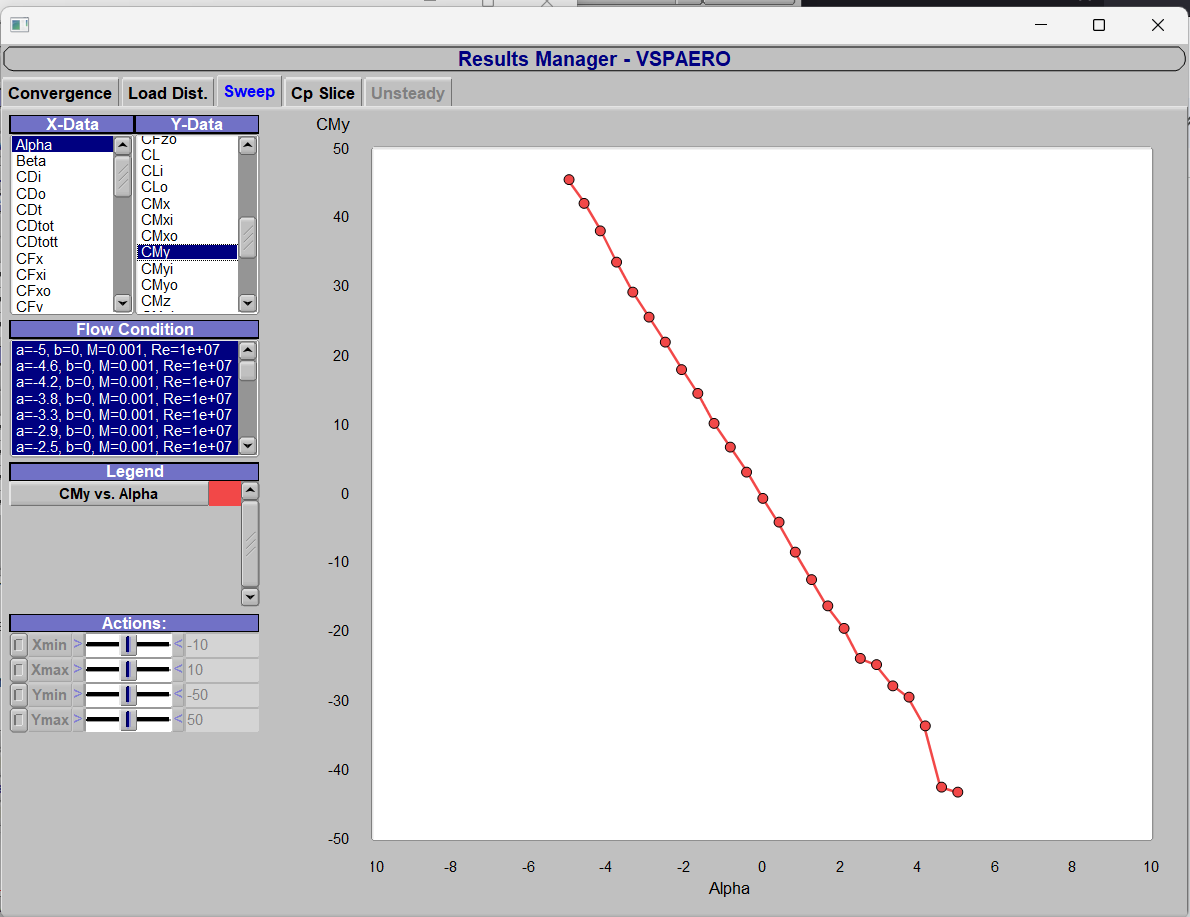 Results Manager - VSPAERO
Convergence Load Dist. Sweep Cp Slice Unsteady
X-Data Y-Data
Alpha
Beta
CDi
CDo
CDt
CDtot
CDtott
CFx
CFxi
CFxo
CFy
CFzo
CL
CLi
CLo
CMx
CMxi
CMxo
CMy
CMyi
CMyo
CMz
Flow Condition
a=-5, b=0, M=0.001, Re=1e+07
a=-4.6, b=0, M=0.001, Re=1e+07
a=-4.2, b=0, M=0.001, Re=1e+07
a=-3.8, b=0, M=0.001, Re=1e+07
a=-3.3, b=0, M=0.001, Re=1e+07
a=-2.9, b=0, M=0.001, Re=1e+07
a=-2.5, b=0, M=0.001, Re=1e+07
Legend
CMy vs. Alpha
Actions:
Xmin > < -10
Xmax > < 10
Ymin > < -50
Ymax > < 50
CMy
50
40
30
20
10
0
-10
-20
-30
-40
-50
10 -8 -6 -4 -2 0 2 4 6 8 10
Alpha